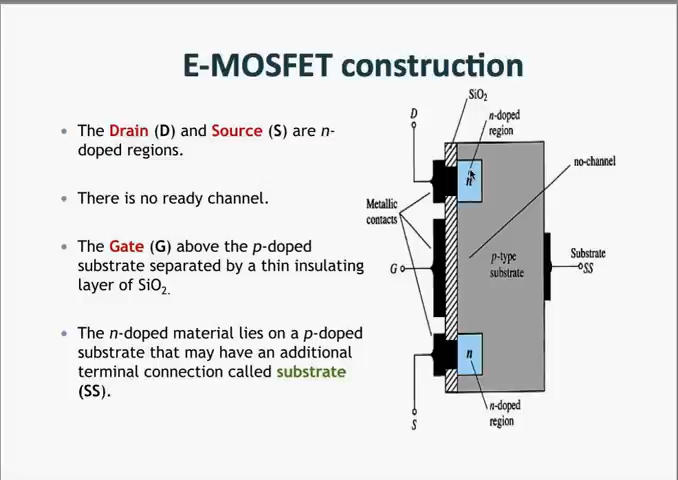 E-MOSFET construction
• The Drain (D) and Source (S) are n-
doped regions.
• There is no ready channel.
• The Gate (G) above the p-doped
substrate separated by a thin insulating
layer of SiO2.
• The n-doped material lies on a p-doped
substrate that may have an additional
terminal connection called substrate
(SS).
SiO2
D
n-doped
region
no-channel
n
Metallic
contacts
p-type
substrate
Substrate
SS
G
n
n-doped
region
S